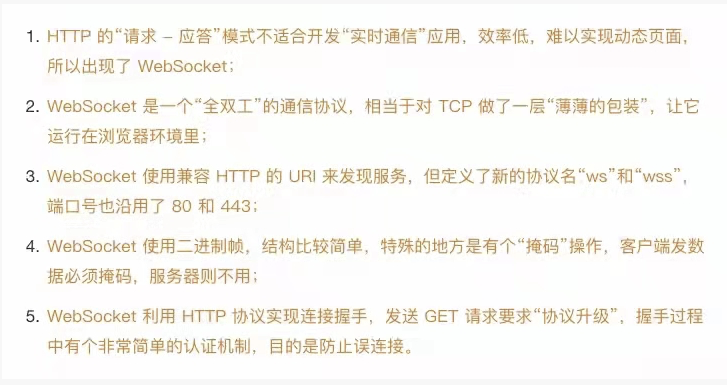 1. HTTP 的“请求 – 应答”模式不适合开发“实时通信”应用，效率低，难以实现动态页面，
所以出现了 WebSocket；
2. WebSocket 是一个“全双工”的通信协议，相当于对 TCP 做了一层“薄薄的包装”，让它
运行在浏览器环境里；
3. WebSocket 使用兼容 HTTP 的 URI 来发现服务，但定义了新的协议名“ws”和“wss”，
端口号也沿用了 80 和 443；
4. WebSocket 使用二进制帧，结构比较简单，特殊的地方是有个“掩码”操作，客户端发数
据必须掩码，服务器则不用；
5. WebSocket 利用 HTTP 协议实现连接握手，发送 GET 请求要求“协议升级”，握手过程
中有个非常简单的认证机制，目的是防止误连接。